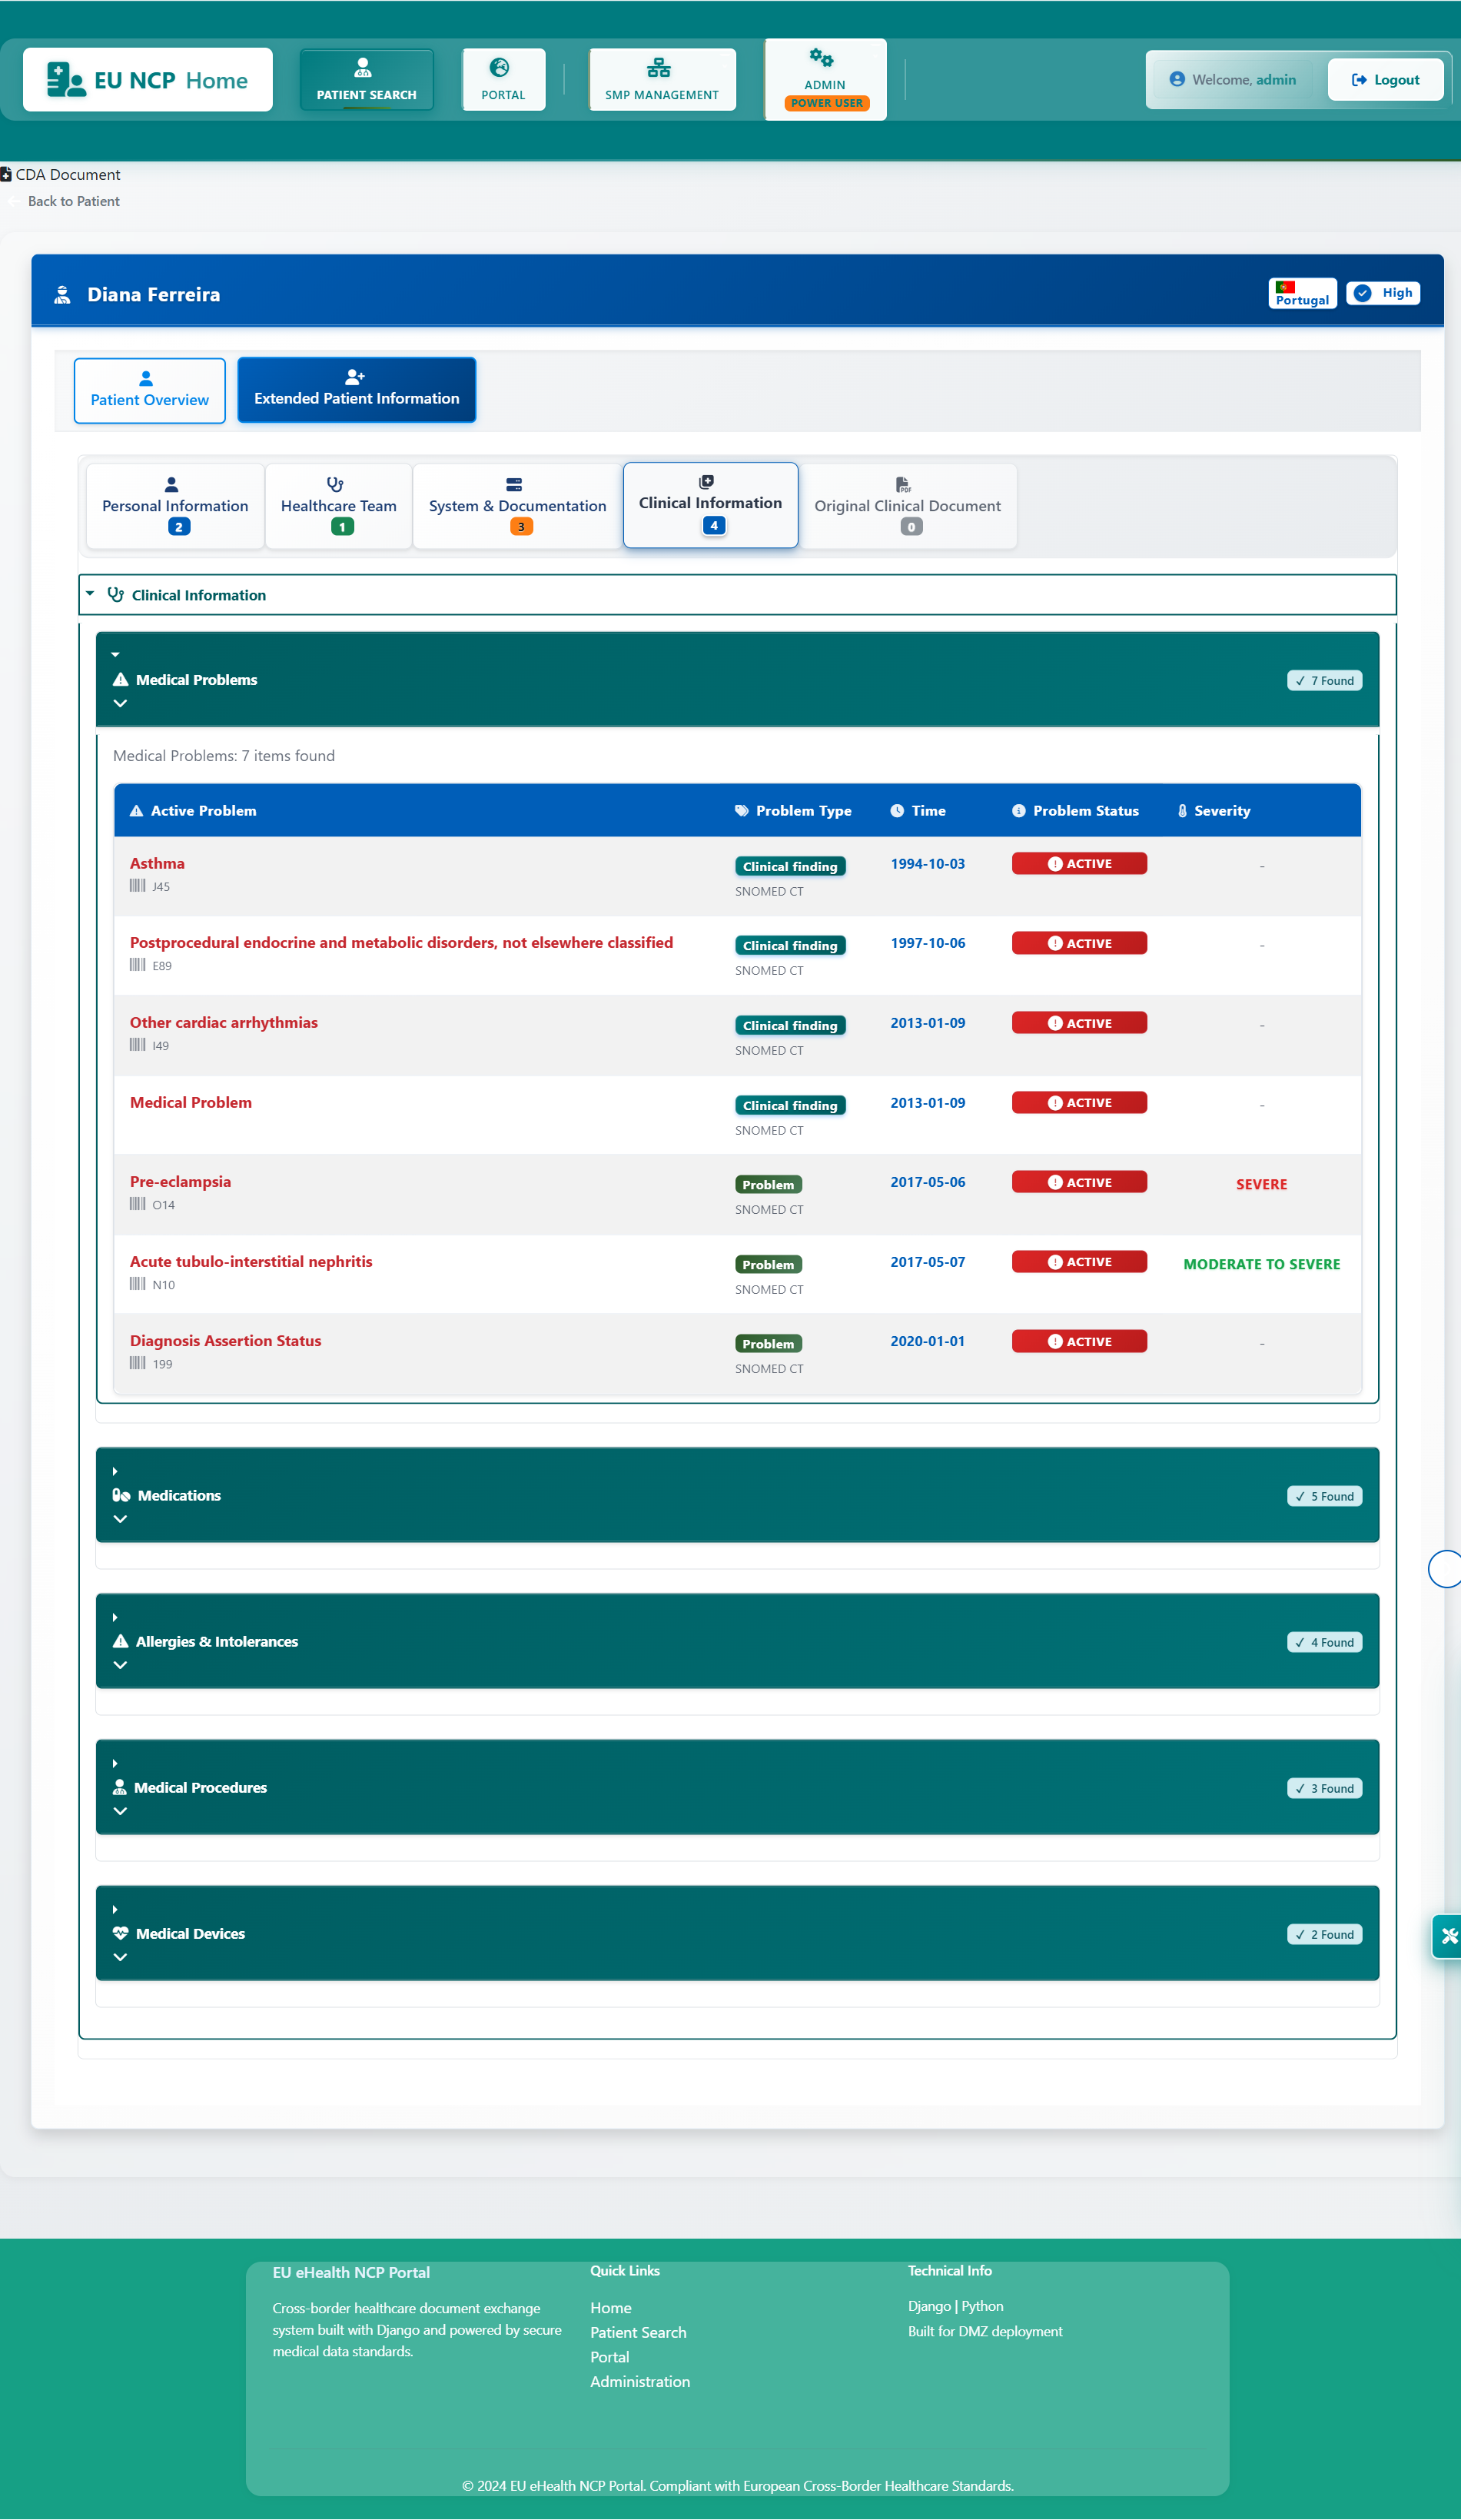 EU NCP Home
PATIENT SEARCH
PORTAL
SMP MANAGEMENT
ADMIN
POWER USER
Welcome, admin
Logout
CDA Document
Back to Patient
Diana Ferreira
Portugal
High
Patient Overview
Extended Patient Information
Personal Information
2
Healthcare Team
1
System & Documentation
3
Clinical Information
4
Original Clinical Document
0
Clinical Information
Medical Problems
✓ 7 Found
Medical Problems: 7 items found
Active Problem Problem Type Time Problem Status Severity
Asthma Clinical finding 1994-10-03 ACTIVE -
J45 SNOMED CT
Postprocedural endocrine and metabolic disorders, not elsewhere classified Clinical finding 1997-10-06 ACTIVE -
E89 SNOMED CT
Other cardiac arrhythmias Clinical finding 2013-01-09 ACTIVE -
I49 SNOMED CT
Medical Problem Clinical finding 2013-01-09 ACTIVE -
SNOMED CT
Pre-eclampsia Problem 2017-05-06 ACTIVE SEVERE
O14 SNOMED CT
Acute tubulo-interstitial nephritis Problem 2017-05-07 ACTIVE MODERATE TO SEVERE
N10 SNOMED CT
Diagnosis Assertion Status Problem 2020-01-01 ACTIVE -
199 SNOMED CT
Medications
✓ 5 Found
Allergies & Intolerances
✓ 4 Found
Medical Procedures
✓ 3 Found
Medical Devices
✓ 2 Found
EU eHealth NCP Portal
Cross-border healthcare document exchange
system built with Django and powered by secure
medical data standards.
Quick Links
Home
Patient Search
Portal
Administration
Technical Info
Django | Python
Built for DMZ deployment
© 2024 EU eHealth NCP Portal. Compliant with European Cross-Border Healthcare Standards.